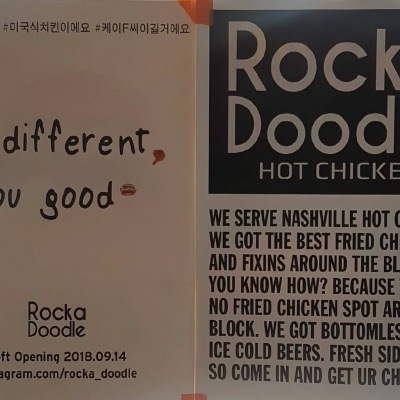 #미국식치킨이에요 #케이F씨이길거에요
different,
ou good
Rocka
Doodle
ft Opening 2018.09.14
agram.com/rocka_doodle
Rock
Dood
HOT CHICKE
WE SERVE NASHVILLE HOT C
WE GOT THE BEST FRIED CH
AND FIXINS AROUND THE BL
YOU KNOW HOW? BECAUSE
NO FRIED CHICKEN SPOT AR
BLOCK. WE GOT BOTTOMLES
ICE COLD BEERS. FRESH SID
SO COME IN AND GET UR CH